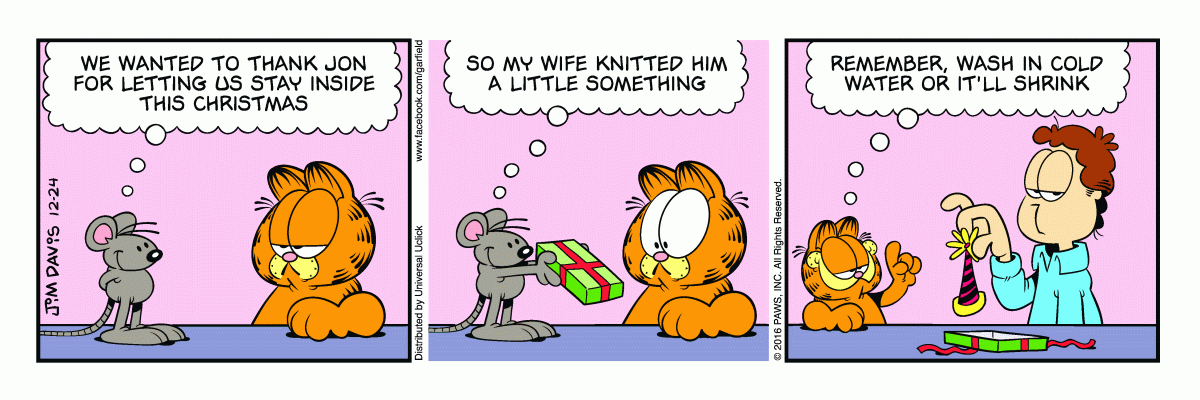 WE WANTED TO THANK JON
FOR LETTING US STAY INSIDE
THIS CHRISTMAS
JIM DAVIS 12-24
www.facebook.com/garfield
Distributed by Universal Uclick
SO MY WIFE KNITTED HIM
A LITTLE SOMETHING
© 2016 PAWS, INC. All Rights Reserved.
REMEMBER, WASH IN COLD
WATER OR IT'LL SHRINK